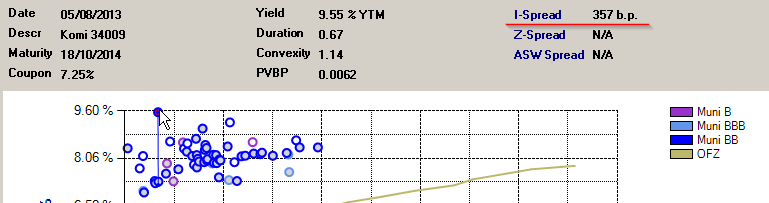 Date 05/08/2013 Yield 9.55 % YTM I-Spread 357 b.p.
Descr Komi 34009 Duration 0.67 Z-Spread N/A
Maturity 18/10/2014 Convexity 1.14 ASW Spread N/A
Coupon 7.25% PVBP 0.0062
9.60 %
8.06 %
Muni B
Muni BBB
Muni BB
OFZ